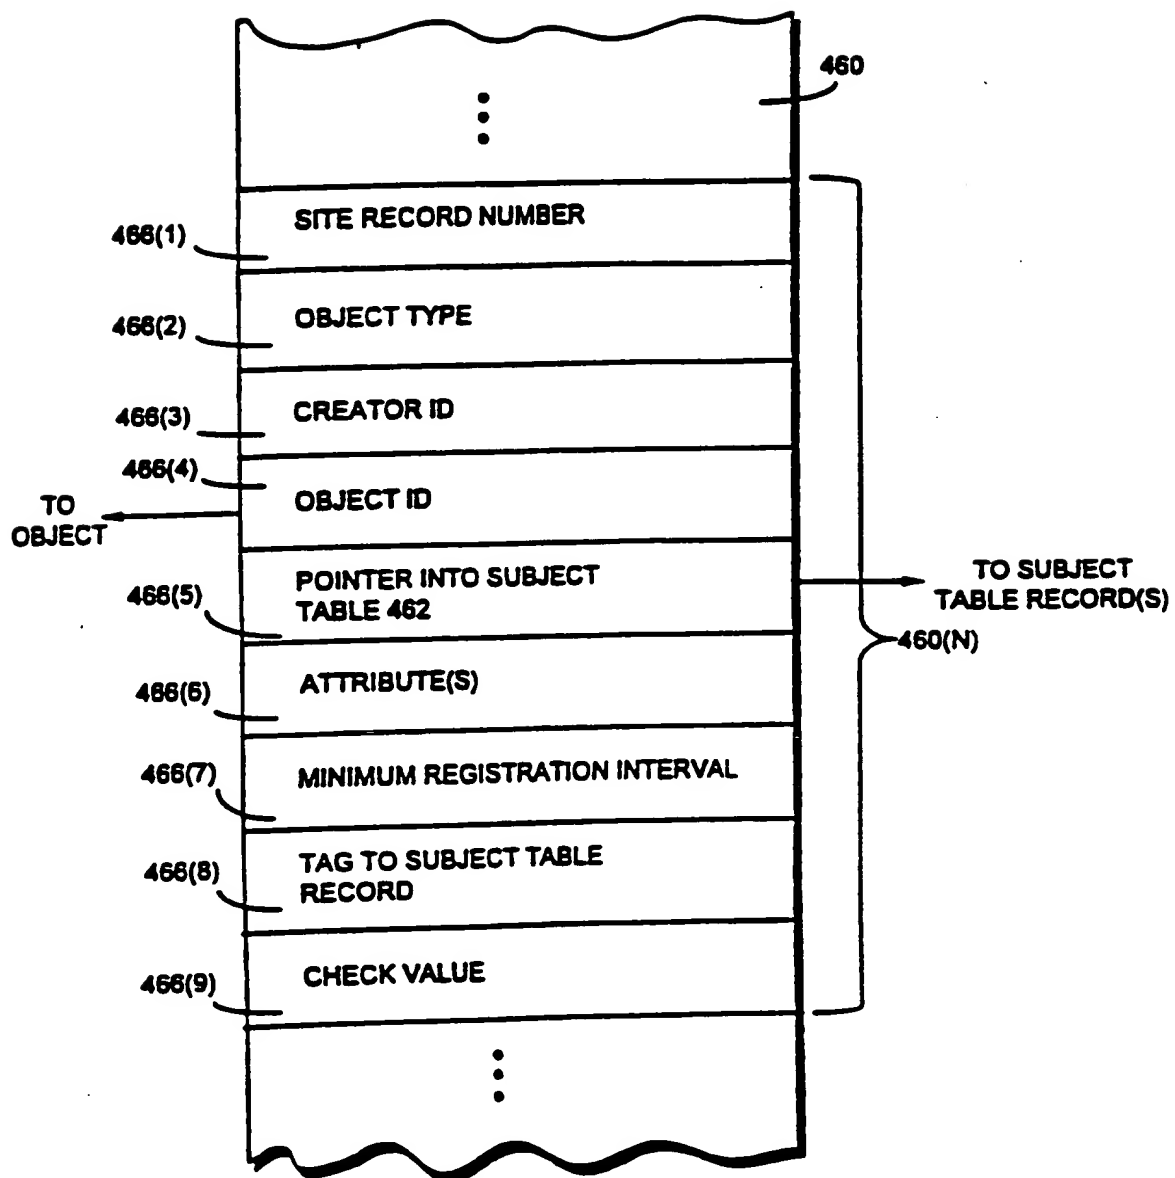 460
SITE RECORD NUMBER
466(1)
OBJECT TYPE
466(2)
CREATOR ID
466(3)
466(4)
OBJECT ID
TO
OBJECT
POINTER INTO SUBJECT
TABLE 462
466(5)
TO SUBJECT
TABLE RECORD(S)
460(N)
ATTRIBUTE(S)
466(6)
MINIMUM REGISTRATION INTERVAL
466(7)
TAG TO SUBJECT TABLE
RECORD
466(8)
CHECK VALUE
466(9)